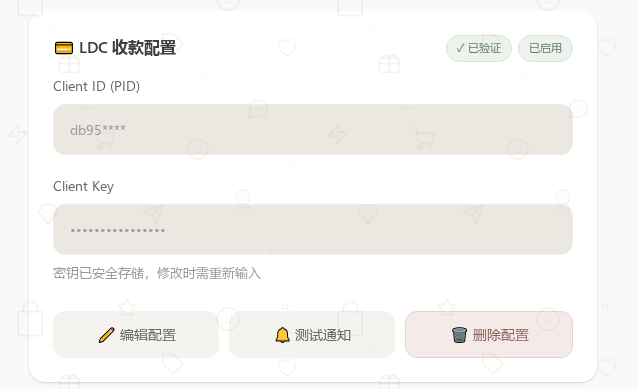 💳 LDC 收款配置
✓ 已验证 已启用
Client ID (PID)
db95****
Client Key
••••••••••••••••
密钥已安全存储，修改时需重新输入
✏️ 编辑配置 🔔 测试通知 🗑️ 删除配置